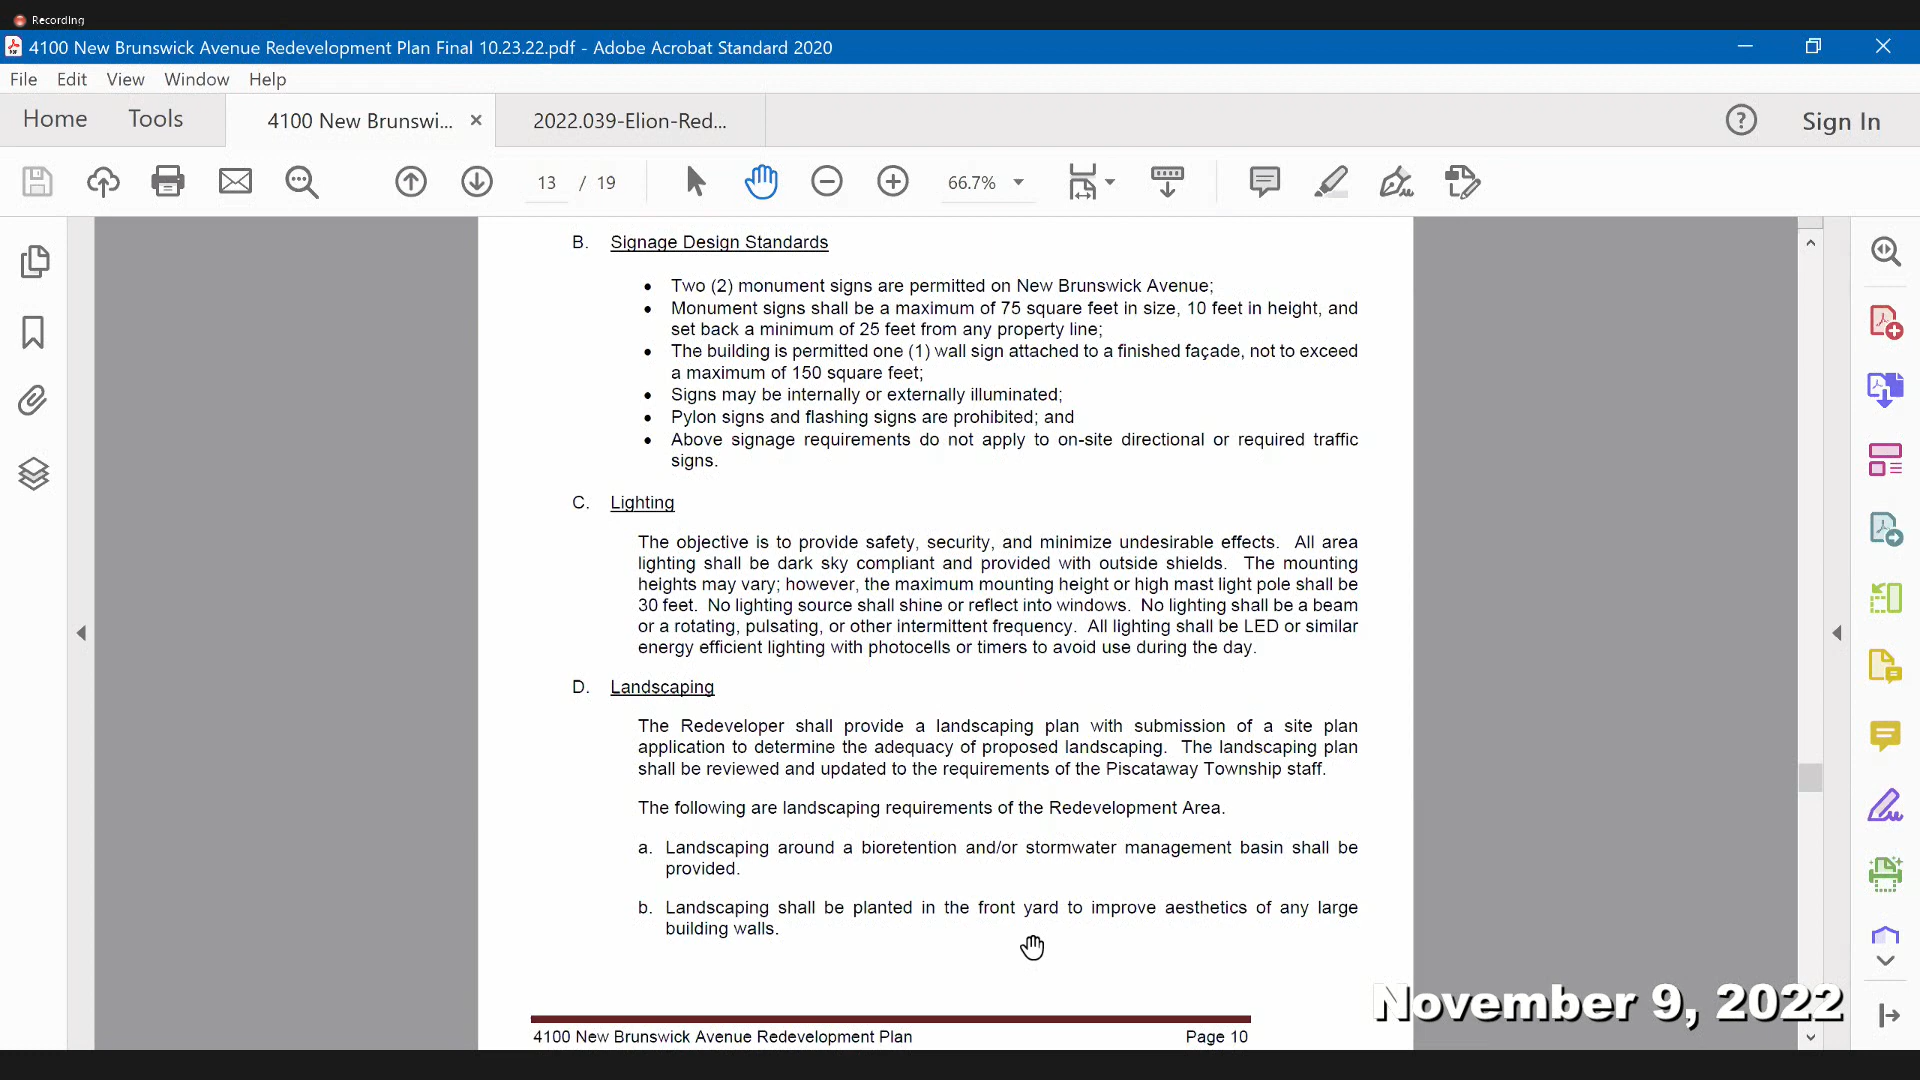 Recording
4100 New Brunswick Avenue Redevelopment Plan Final 10.23.22.pdf - Adobe Acrobat Standard 2020
File Edit View Window Help
Home Tools 4100 New Brunswi... × 2022.039-Elion-Red... ? Sign In
13 / 19 66.7%
B. Signage Design Standards
• Two (2) monument signs are permitted on New Brunswick Avenue;
• Monument signs shall be a maximum of 75 square feet in size, 10 feet in height, and
set back a minimum of 25 feet from any property line;
• The building is permitted one (1) wall sign attached to a finished façade, not to exceed
a maximum of 150 square feet;
• Signs may be internally or externally illuminated;
• Pylon signs and flashing signs are prohibited; and
• Above signage requirements do not apply to on-site directional or required traffic
signs.
C. Lighting
The objective is to provide safety, security, and minimize undesirable effects. All area
lighting shall be dark sky compliant and provided with outside shields. The mounting
heights may vary; however, the maximum mounting height or high mast light pole shall be
30 feet. No lighting source shall shine or reflect into windows. No lighting shall be a beam
or a rotating, pulsating, or other intermittent frequency. All lighting shall be LED or similar
energy efficient lighting with photocells or timers to avoid use during the day.
D. Landscaping
The Redeveloper shall provide a landscaping plan with submission of a site plan
application to determine the adequacy of proposed landscaping. The landscaping plan
shall be reviewed and updated to the requirements of the Piscataway Township staff.
The following are landscaping requirements of the Redevelopment Area.
a. Landscaping around a bioretention and/or stormwater management basin shall be
provided.
b. Landscaping shall be planted in the front yard to improve aesthetics of any large
building walls.
November 9, 2022
4100 New Brunswick Avenue Redevelopment Plan Page 10